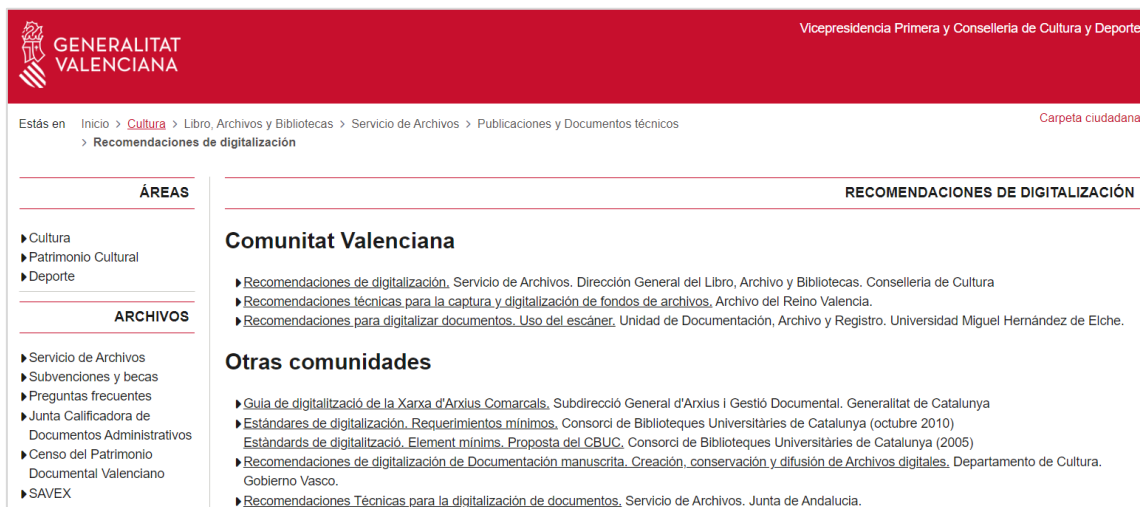 GENERALITAT
VALENCIANA
Vicepresidencia Primera y Conselleria de Cultura y Deporte
Estás en Inicio > Cultura > Libro, Archivos y Bibliotecas > Servicio de Archivos > Publicaciones y Documentos técnicos
> Recomendaciones de digitalización
Carpeta ciudadana
ÁREAS
Cultura
Patrimonio Cultural
Deporte
ARCHIVOS
Servicio de Archivos
Subvenciones y becas
Preguntas frecuentes
Junta Calificadora de
Documentos Administrativos
Censo del Patrimonio
Documental Valenciano
SAVEX
RECOMENDACIONES DE DIGITALIZACIÓN
Comunitat Valenciana
Recomendaciones de digitalización. Servicio de Archivos. Dirección General del Libro, Archivo y Bibliotecas. Conselleria de Cultura
Recomendaciones técnicas para la captura y digitalización de fondos de archivos. Archivo del Reino Valencia.
Recomendaciones para digitalizar documentos. Uso del escáner. Unidad de Documentación, Archivo y Registro. Universidad Miguel Hernández de Elche.
Otras comunidades
Guia de digitalització de la Xarxa d'Arxius Comarcals. Subdirecció General d'Arxius i Gestió Documental. Generalitat de Catalunya
Estándares de digitalización. Requerimientos mínimos. Consorci de Biblioteques Universitàries de Catalunya (octubre 2010)
Estàndards de digitalització. Element mínims. Proposta del CBUC. Consorci de Biblioteques Universitàries de Catalunya (2005)
Recomendaciones de digitalización de Documentación manuscrita. Creación, conservación y difusión de Archivos digitales. Departamento de Cultura.
Gobierno Vasco.
Recomendaciones Técnicas para la digitalización de documentos. Servicio de Archivos. Junta de Andalucia.